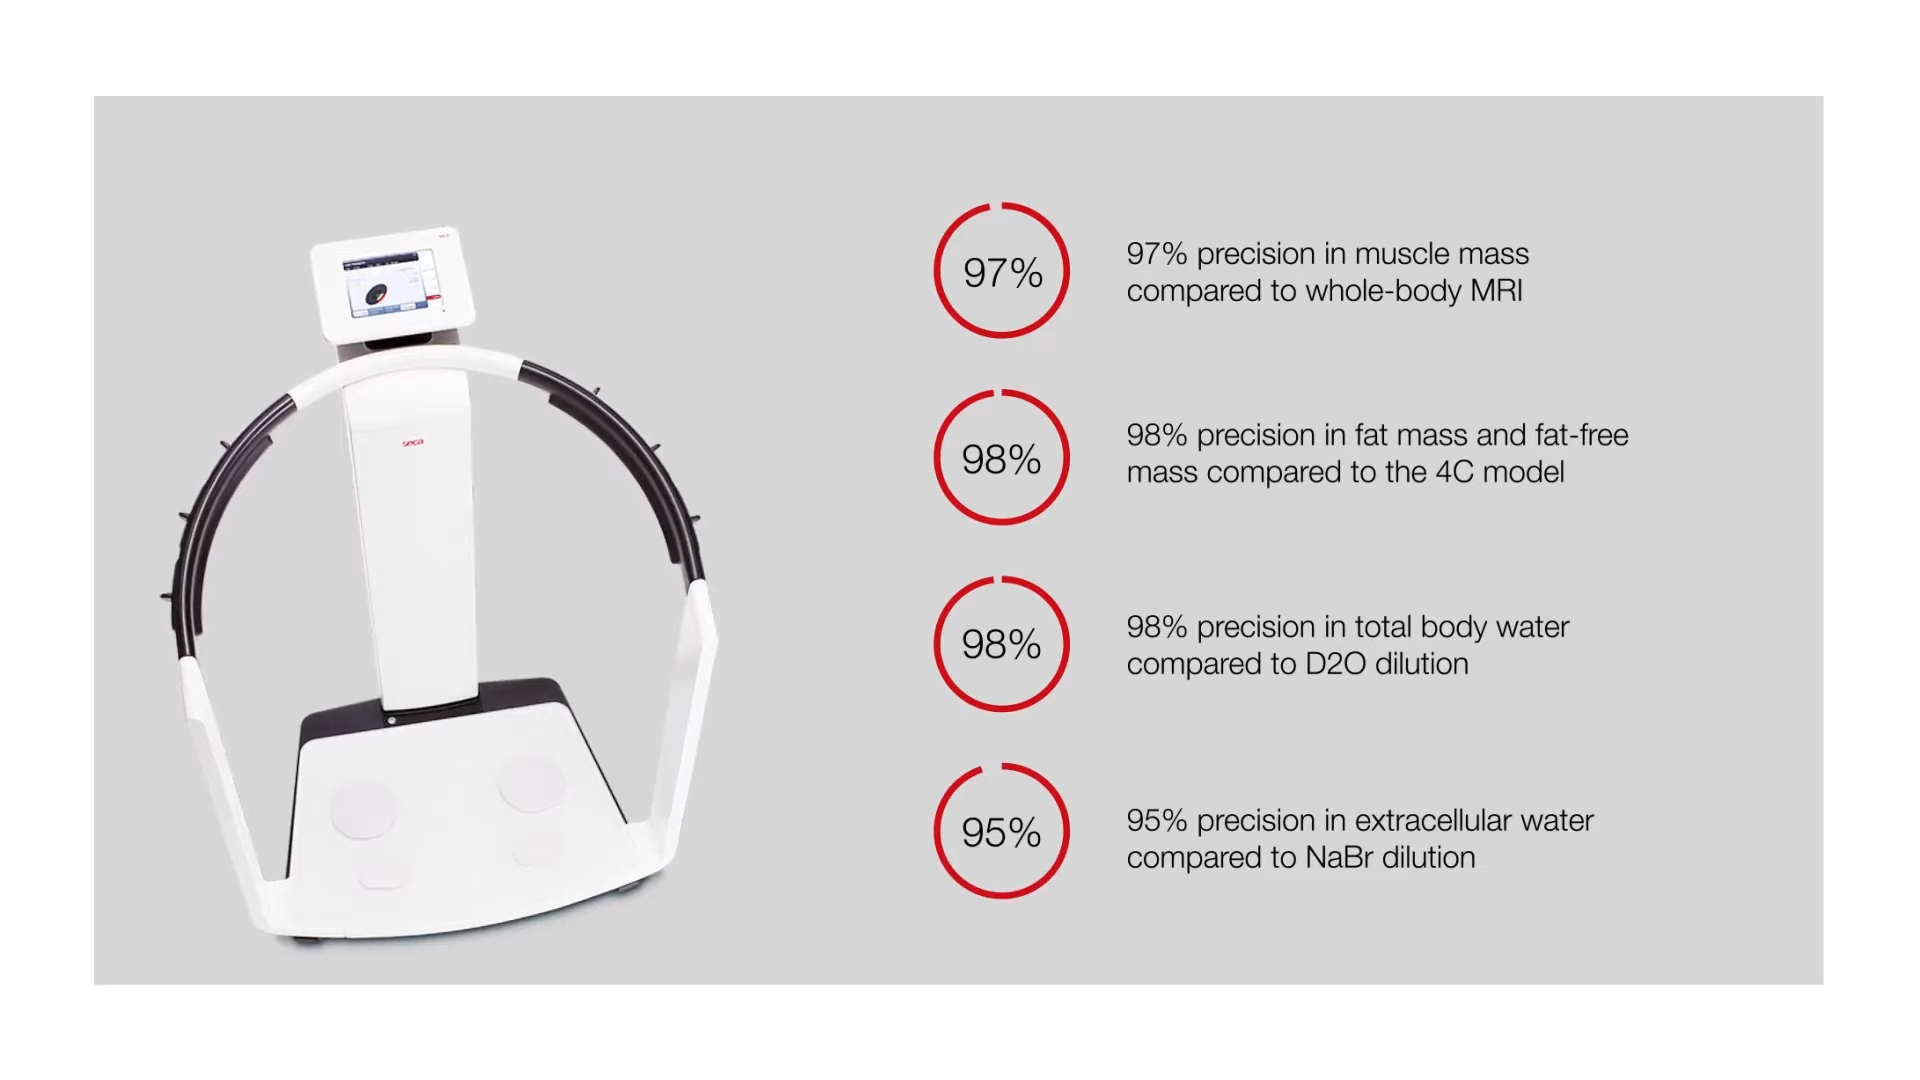 seca
97%
97% precision in muscle mass
compared to whole-body MRI
98%
98% precision in fat mass and fat-free
mass compared to the 4C model
98%
98% precision in total body water
compared to D2O dilution
95%
95% precision in extracellular water
compared to NaBr dilution